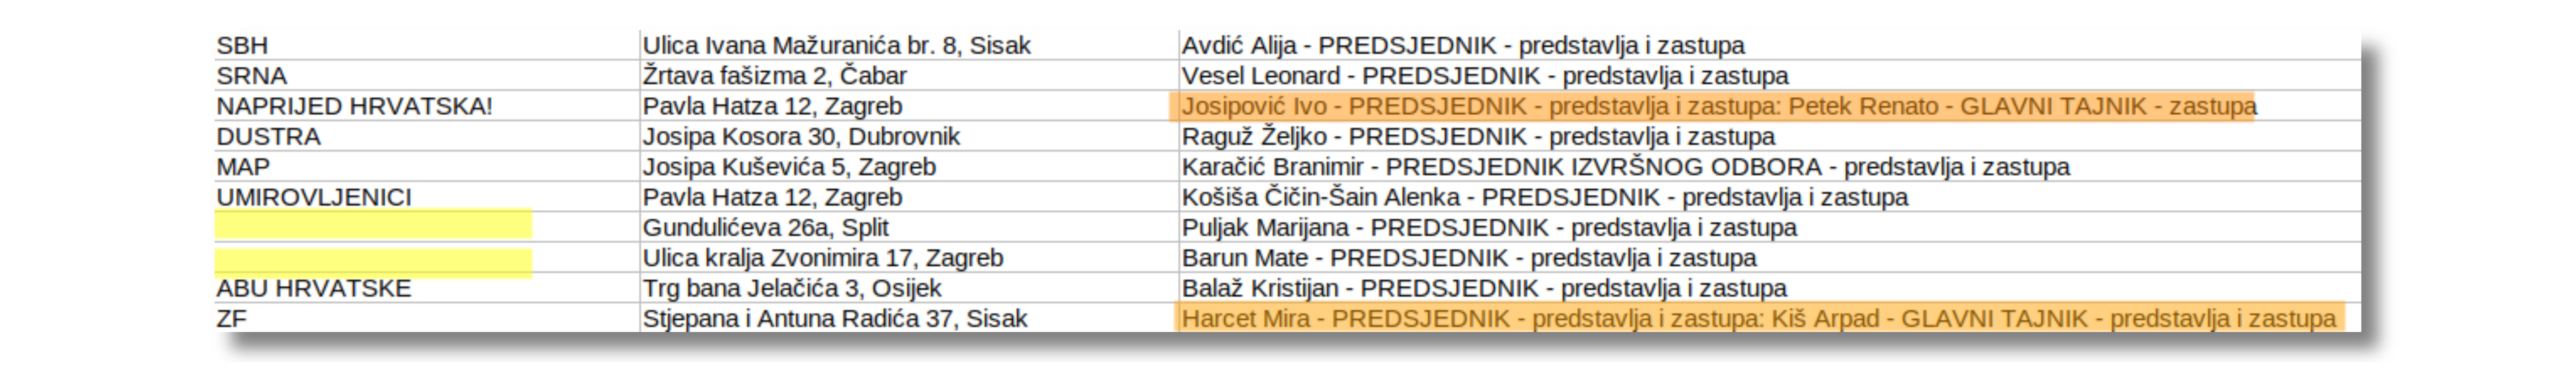 SBH Ulica Ivana Mažuranića br. 8, Sisak Avdić Alija - PREDSJEDNIK - predstavlja i zastupa
SRNA Žrtava fašizma 2, Čabar Vesel Leonard - PREDSJEDNIK - predstavlja i zastupa
NAPRIJED HRVATSKA! Pavla Hatza 12, Zagreb Josipović Ivo - PREDSJEDNIK - predstavlja i zastupa: Petek Renato - GLAVNI TAJNIK - zastupa
DUSTRA Josipa Kosora 30, Dubrovnik Raguž Željko - PREDSJEDNIK - predstavlja i zastupa
MAP Josipa Kuševića 5, Zagreb Karačić Branimir - PREDSJEDNIK IZVRŠNOG ODBORA - predstavlja i zastupa
UMIROVLJENICI Pavla Hatza 12, Zagreb Košiša Čičin-Šain Alenka - PREDSJEDNIK - predstavlja i zastupa
Gundulićeva 26a, Split Puljak Marijana - PREDSJEDNIK - predstavlja i zastupa
Ulica kralja Zvonimira 17, Zagreb Barun Mate - PREDSJEDNIK - predstavlja i zastupa
ABU HRVATSKE Trg bana Jelačića 3, Osijek Balaž Kristijan - PREDSJEDNIK - predstavlja i zastupa
ZF Stjepana i Antuna Radića 37, Sisak Harcet Mira - PREDSJEDNIK - predstavlja i zastupa: Kiš Arpad - GLAVNI TAJNIK - predstavlja i zastupa